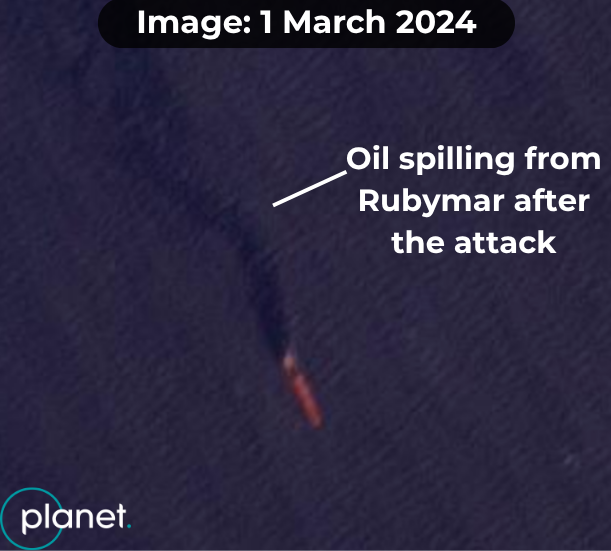 Image: 1 March 2024
Oil spilling from
Rubymar after
the attack
planet.